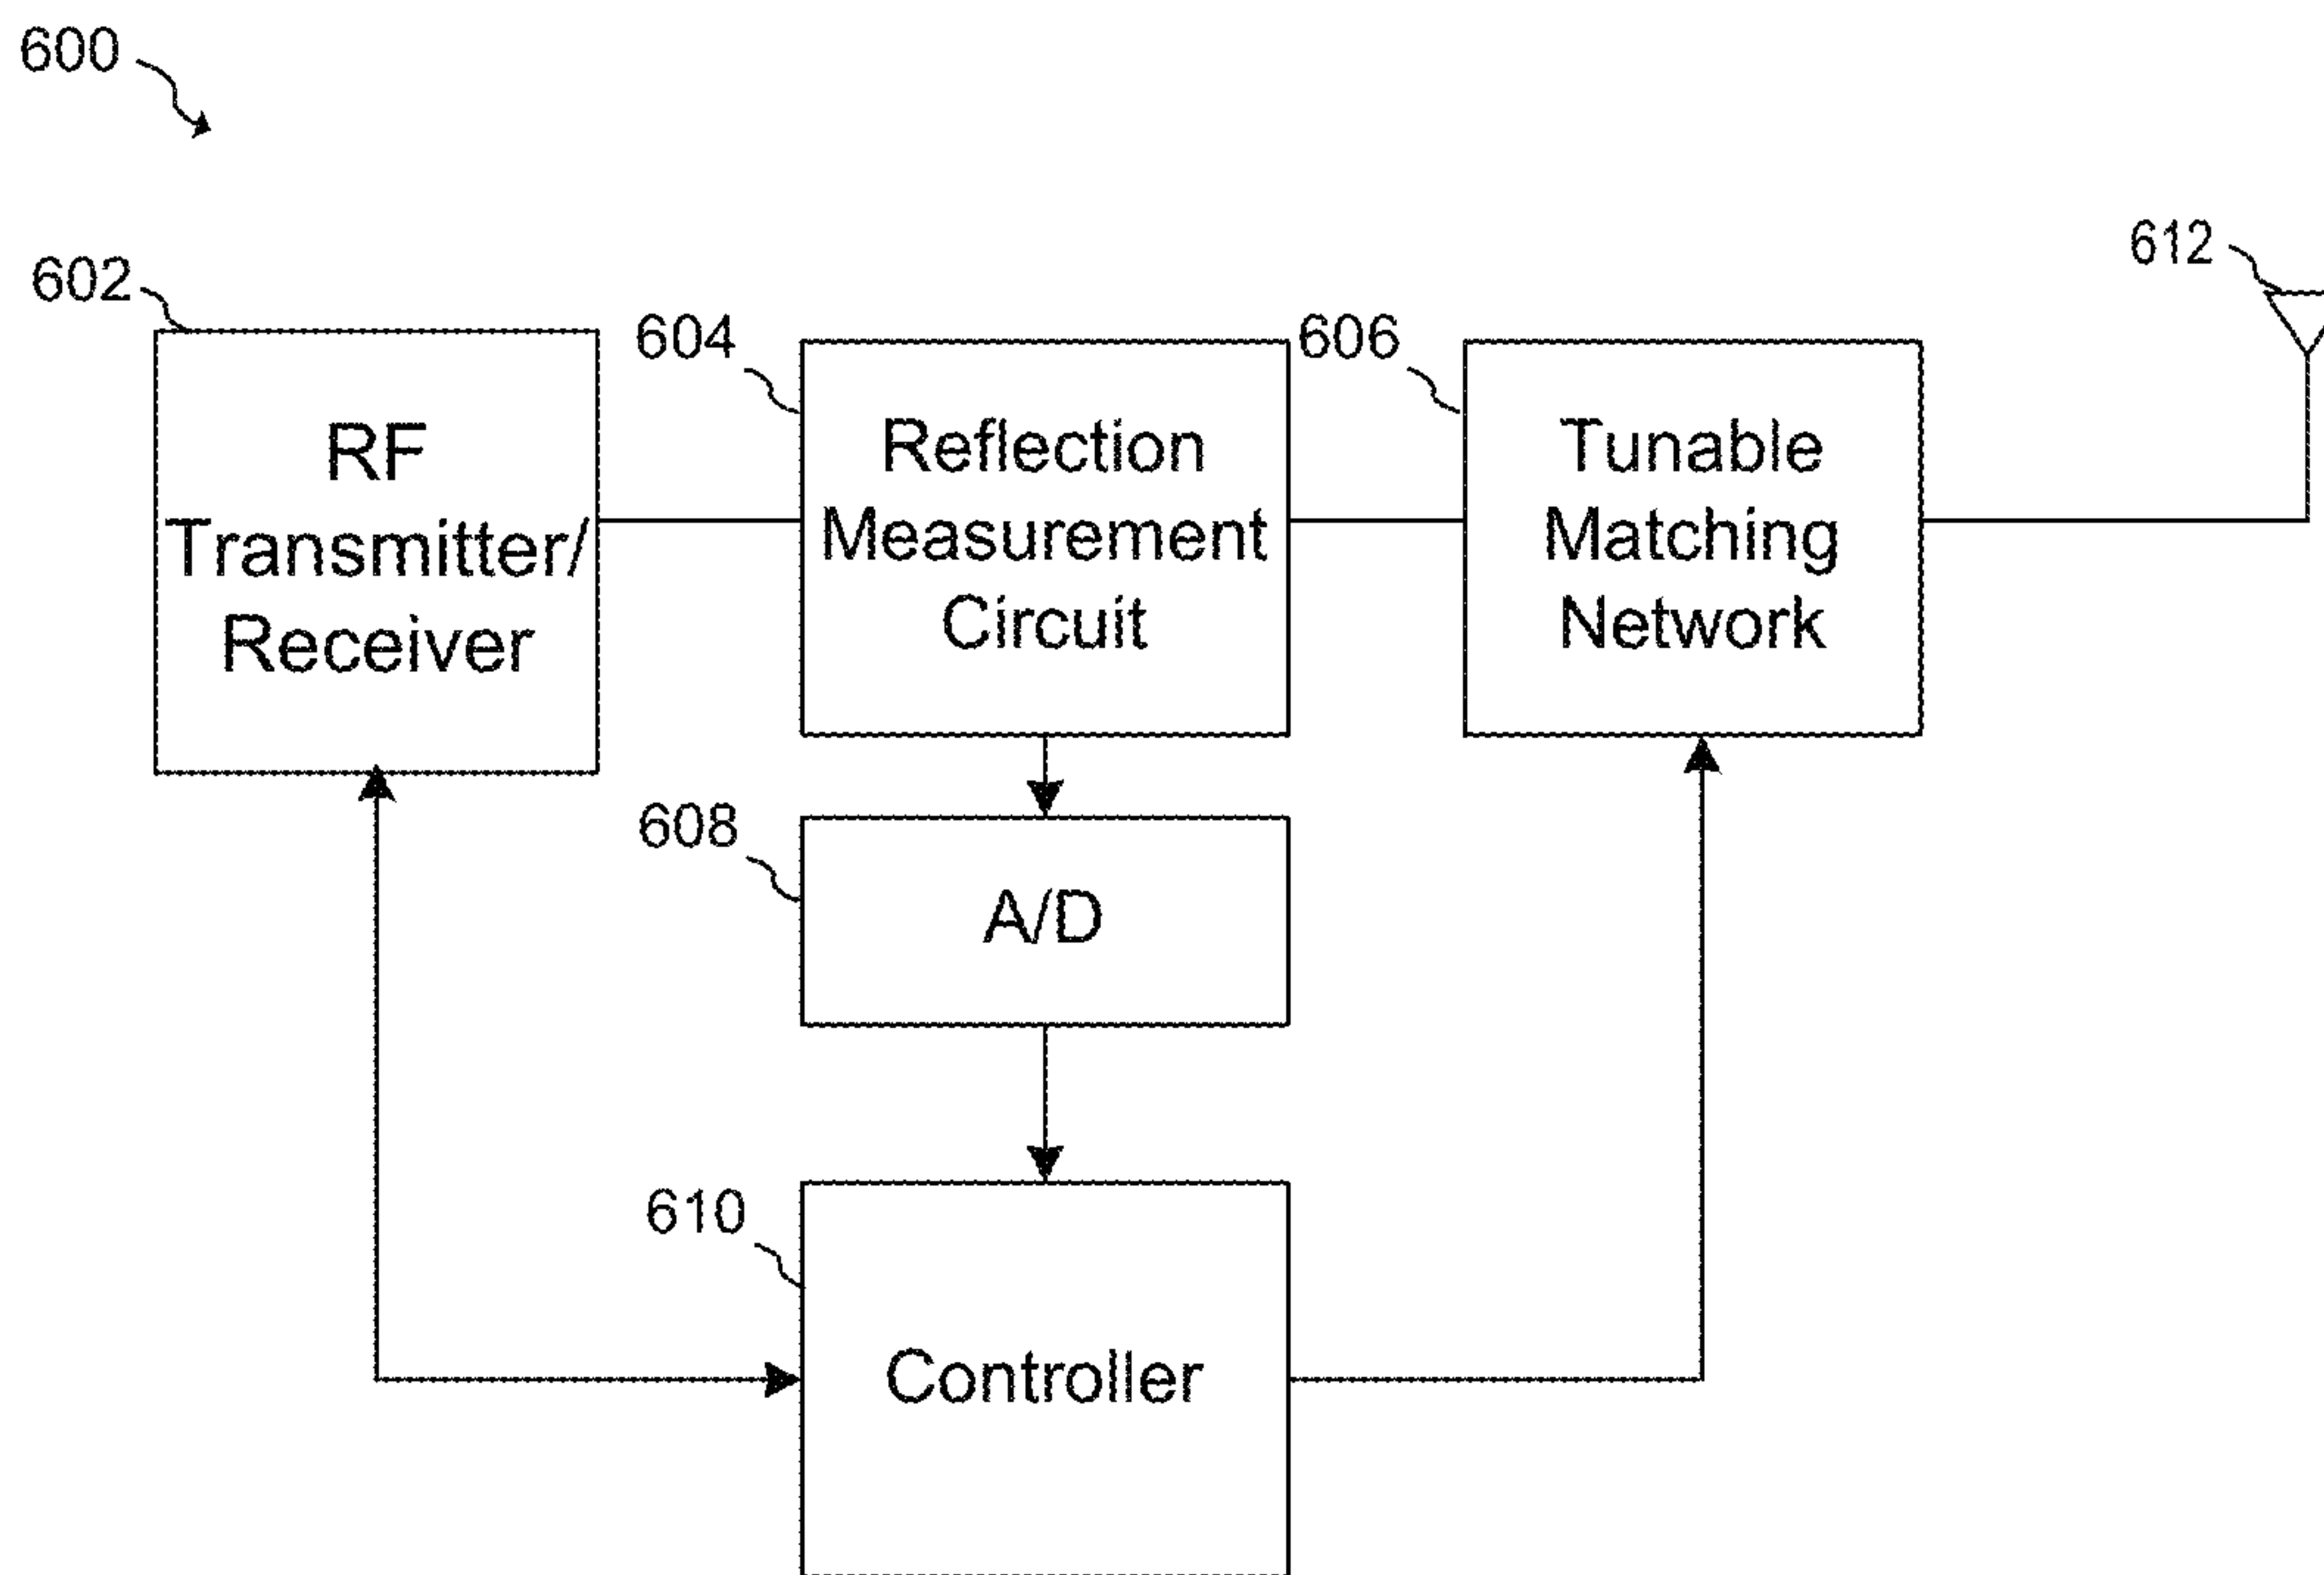 600
602
RF
Transmitter/
Receiver
604
Reflection
Measurement
Circuit
606
Tunable
Matching
Network
612
608
A/D
610
Controller